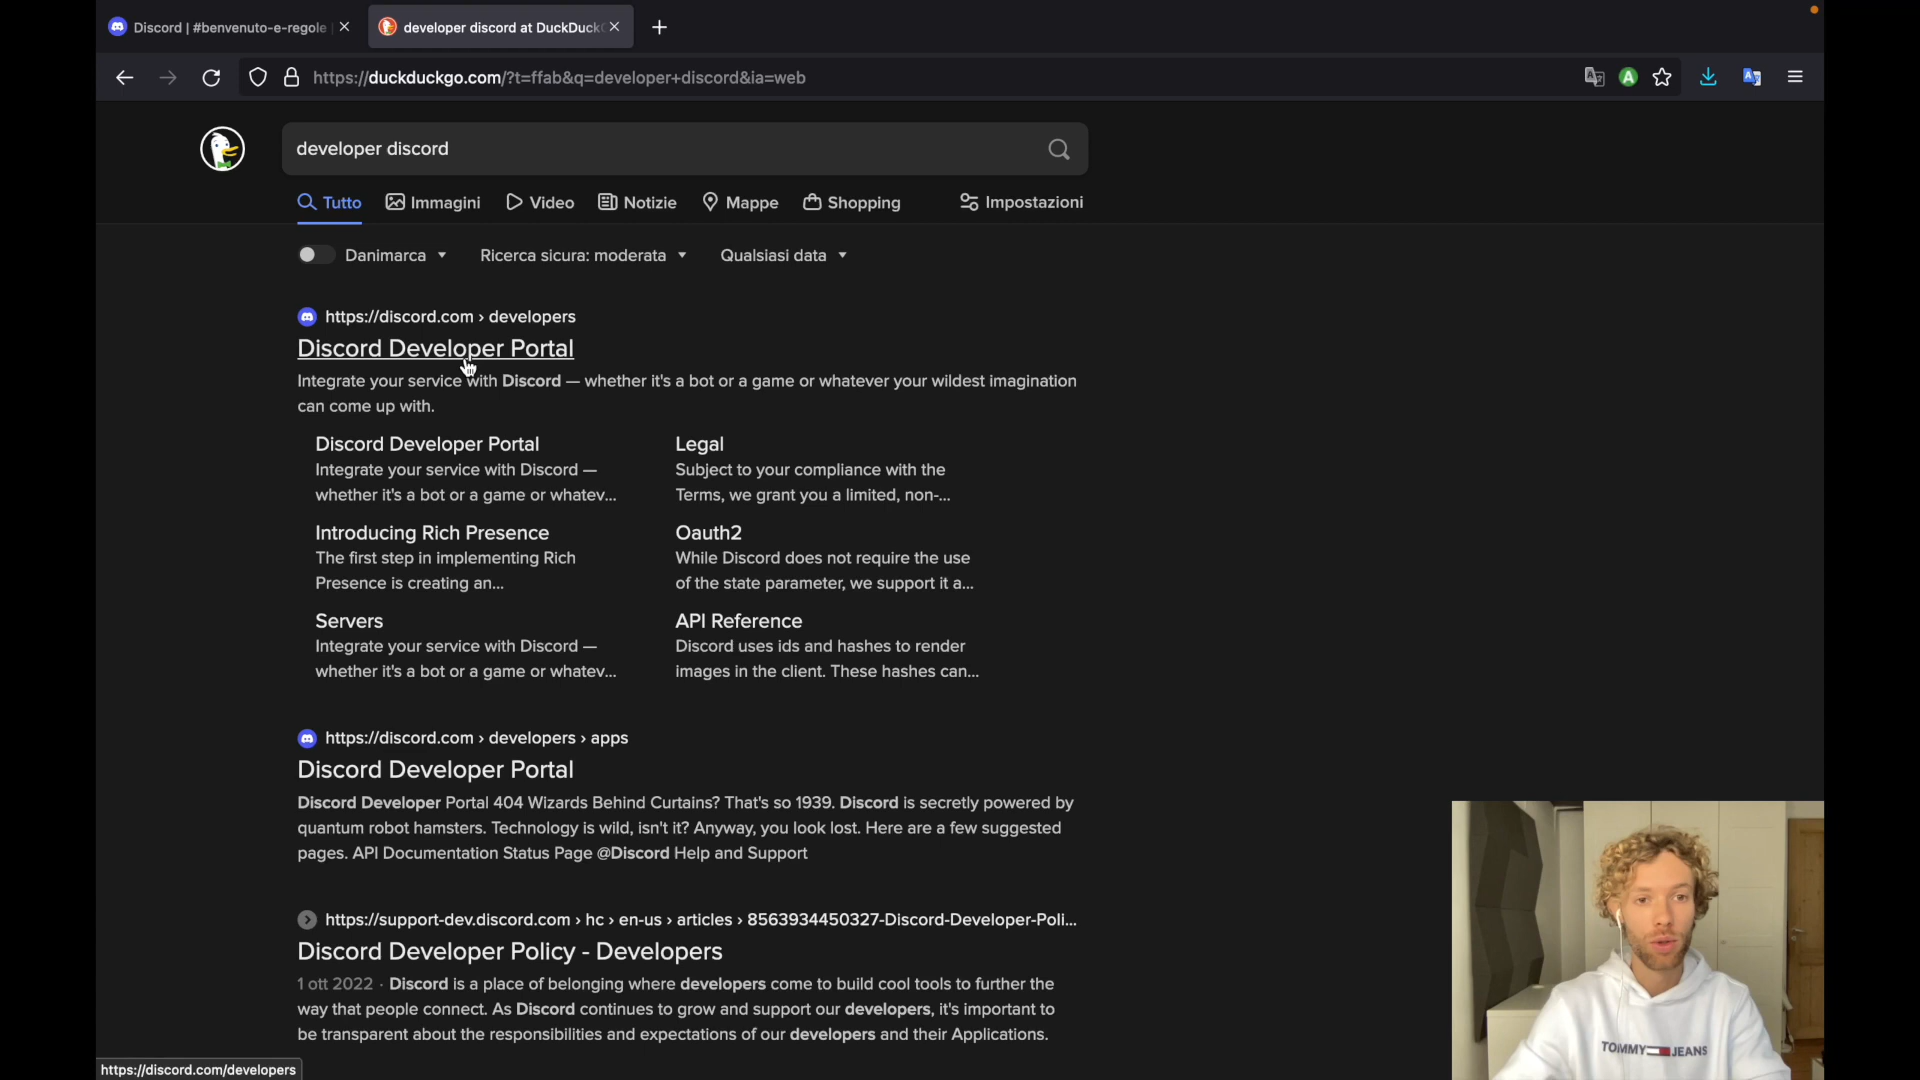 Discord | #benvenuto-e-regole
developer discord at DuckDuck
https://duckduckgo.com/?t=ffab&q=developer+discord&ia=web
developer discord
Tutto
Immagini
Video
Notizie
Mappe
Shopping
Impostazioni
Danimarca
Ricerca sicura: moderata
Qualsiasi data
https://discord.com › developers
Discord Developer Portal
Integrate your service with Discord — whether it's a bot or a game or whatever your wildest imagination
can come up with.
Discord Developer Portal
Integrate your service with Discord —
whether it's a bot or a game or whatev...
Legal
Subject to your compliance with the
Terms, we grant you a limited, non-...
Introducing Rich Presence
The first step in implementing Rich
Presence is creating an...
Oauth2
While Discord does not require the use
of the state parameter, we support it a...
Servers
Integrate your service with Discord —
whether it's a bot or a game or whatev...
API Reference
Discord uses ids and hashes to render
images in the client. These hashes can...
https://discord.com › developers › apps
Discord Developer Portal
Discord Developer Portal 404 Wizards Behind Curtains? That's so 1939. Discord is secretly powered by
quantum robot hamsters. Technology is wild, isn't it? Anyway, you look lost. Here are a few suggested
pages. API Documentation Status Page @Discord Help and Support
https://support-dev.discord.com › hc › en-us › articles › 8563934450327-Discord-Developer-Poli...
Discord Developer Policy - Developers
1 ott 2022 · Discord is a place of belonging where developers come to build cool tools to further the
way that people connect. As Discord continues to grow and support our developers, it's important to
be transparent about the responsibilities and expectations of our developers and their Applications.
https://discord.com/developers
TOMMY JEANS